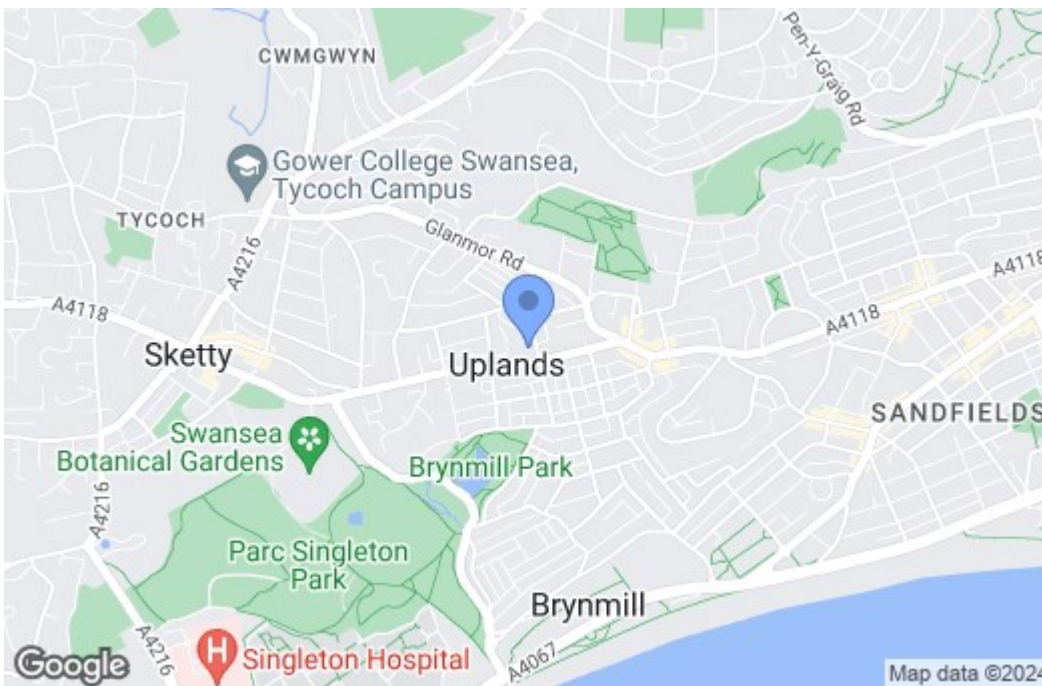 CWMGWYN
Pen-Y-Graig Rd
Gower College Swansea,
Tycoch Campus
TYCOCH
A4216
Glanmor Rd
A4118
A4118
A4118
Sketty
Uplands
SANDFIELDS
Swansea
Botanical Gardens
Brynmill Park
A4216
Parc Singleton
Park
Brynmill
A4216
H
Singleton Hospital
A4067
Google
Map data ©2024